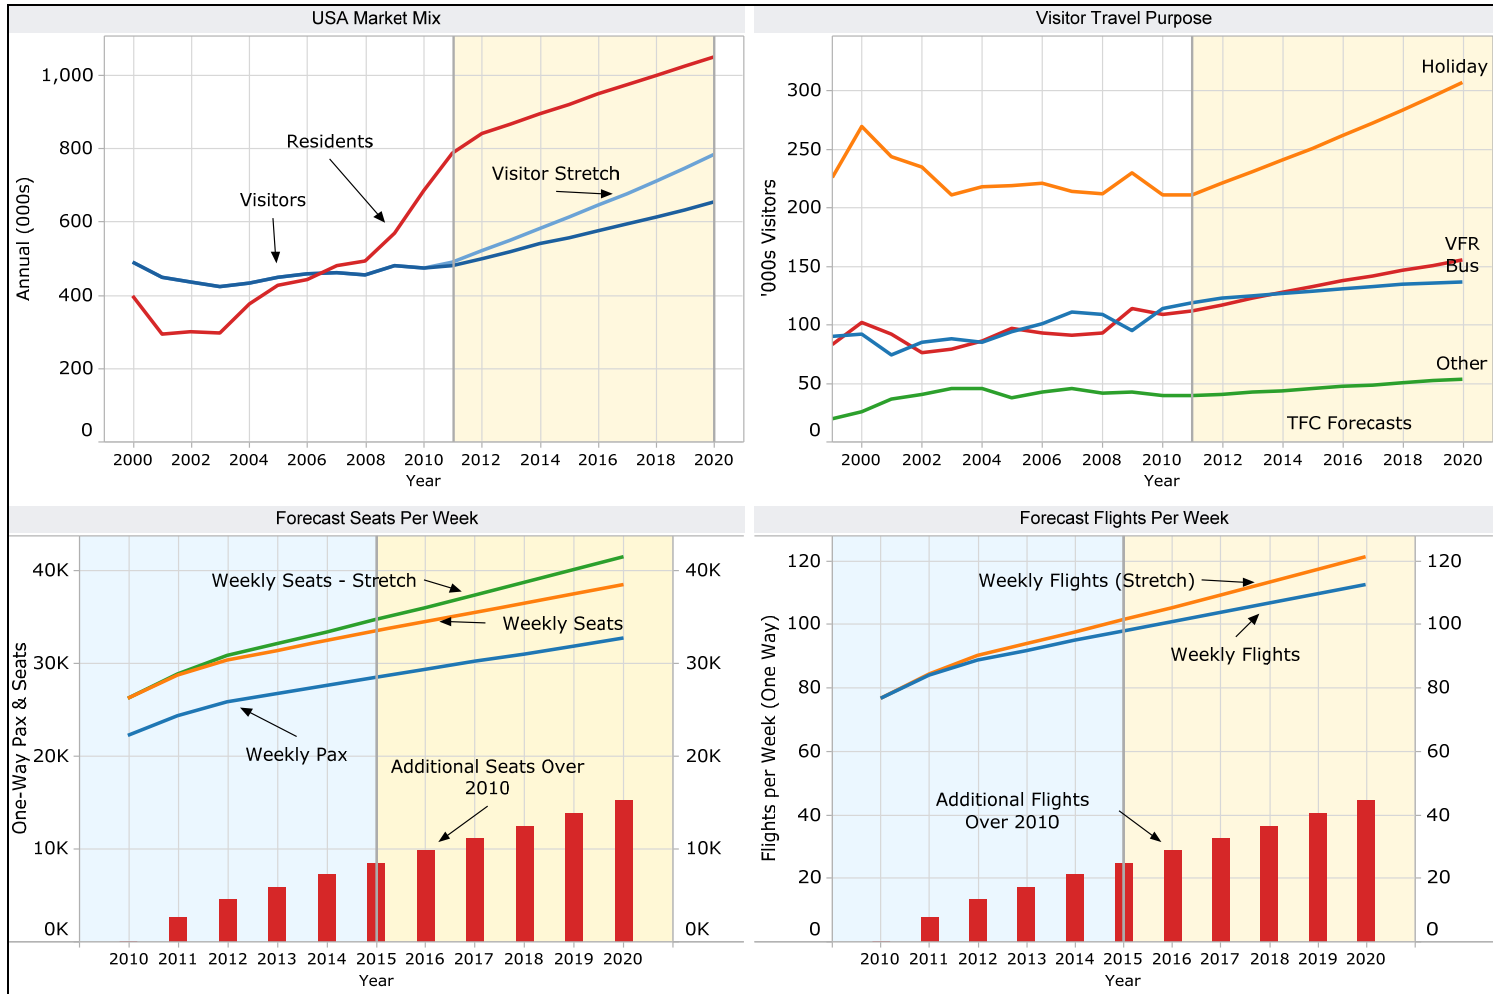 USA Market Mix
Annual (000s)
1,000
800
600
400
200
0
Residents
Visitors
Visitor Stretch
2000 2002 2004 2006 2008 2010 2012 2014 2016 2018 2020
Year
Visitor Travel Purpose
'000s Visitors
300
250
200
150
100
50
0
Holiday
VFR
Bus
Other
TFC Forecasts
2000 2002 2004 2006 2008 2010 2012 2014 2016 2018 2020
Year
Forecast Seats Per Week
One-Way Pax & Seats
40K 40K
30K 30K
20K 20K
10K 10K
0K 0K
Weekly Seats - Stretch
Weekly Seats
Weekly Pax
Additional Seats Over
2010
2010 2011 2012 2013 2014 2015 2016 2017 2018 2019 2020
Year
Forecast Flights Per Week
Flights per Week (One Way)
120 120
100 100
80 80
60 60
40 40
20 20
0 0
Weekly Flights (Stretch)
Weekly Flights
Additional Flights
Over 2010
2010 2011 2012 2013 2014 2015 2016 2017 2018 2019 2020
Year